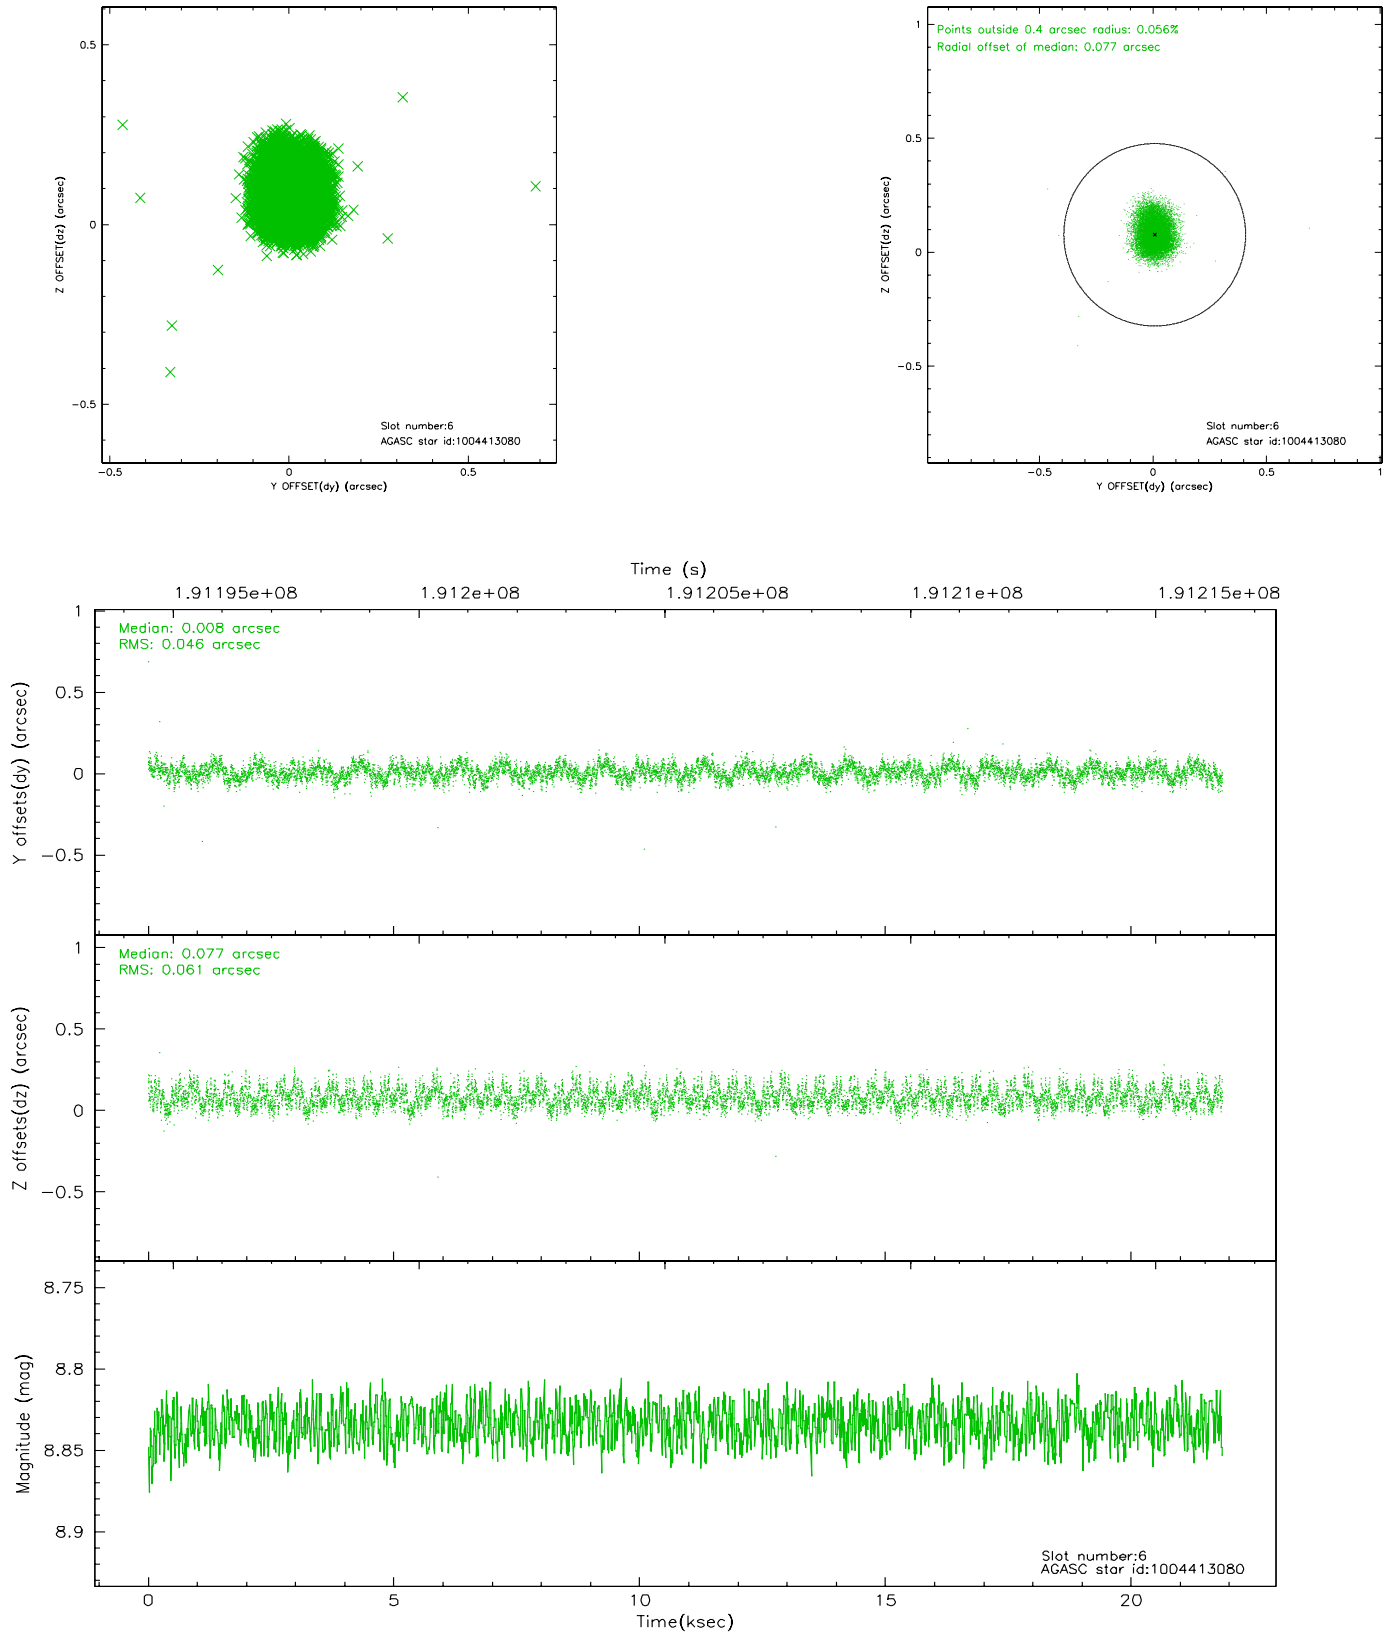 0.5
0
−0.5
−0.5
0
0.5
Z OFFSET(dz) (arcsec)
Y OFFSET(dy) (arcsec)
Slot number:6
AGASC star id:1004413080
Points outside 0.4 arcsec radius: 0.056%
Radial offset of median: 0.077 arcsec
1
0.5
0
−0.5
−0.5
0
0.5
1
Z OFFSET(dz) (arcsec)
Y OFFSET(dy) (arcsec)
Slot number:6
AGASC star id:1004413080
Time (s)
1.91195e+08
1.912e+08
1.91205e+08
1.9121e+08
1.91215e+08
Median: 0.008 arcsec
RMS: 0.046 arcsec
1
0.5
0
−0.5
Y offsets(dy) (arcsec)
Median: 0.077 arcsec
RMS: 0.061 arcsec
1
0.5
0
−0.5
Z offsets(dz) (arcsec)
8.75
8.8
8.85
8.9
Magnitude (mag)
Slot number:6
AGASC star id:1004413080
0
5
10
15
20
Time(ksec)